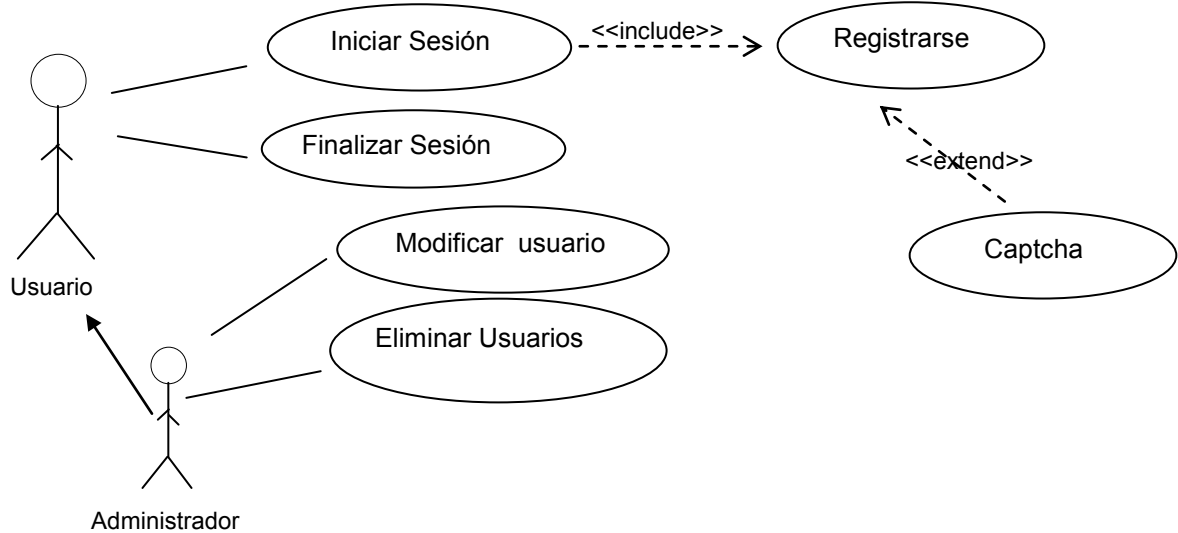 Iniciar Sesión
<<include>>
Registrarse
Finalizar Sesión
<<extend>>
Modificar usuario
Captcha
Usuario
Eliminar Usuarios
Administrador